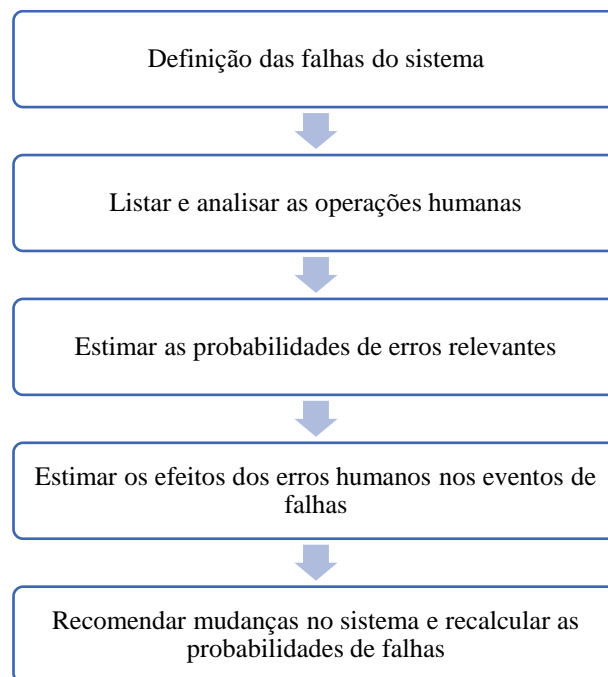 Definição das falhas do sistema
Listar e analisar as operações humanas
Estimar as probabilidades de erros relevantes
Estimar os efeitos dos erros humanos nos eventos de
falhas
Recomendar mudanças no sistema e recalcular as
probabilidades de falhas